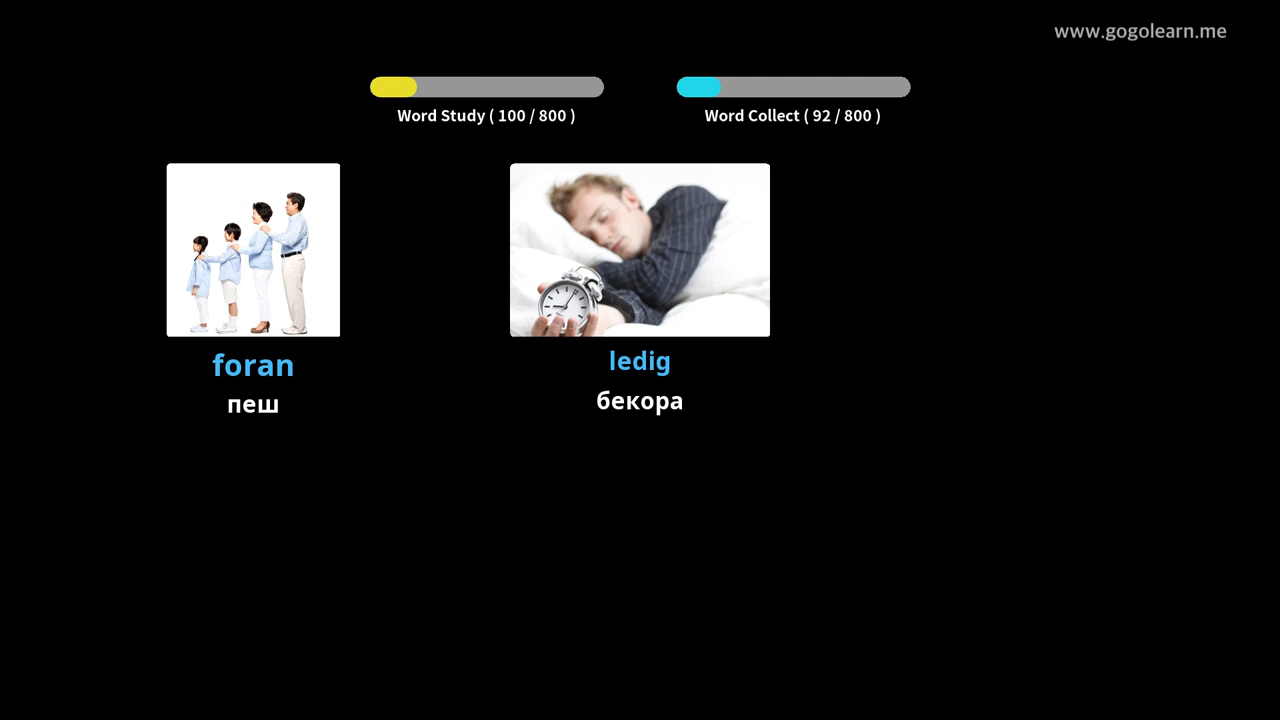 www.gogolearn.me
Word Study ( 100 / 800 )
Word Collect ( 92 / 800 )
foran
пеш
ledig
бекора